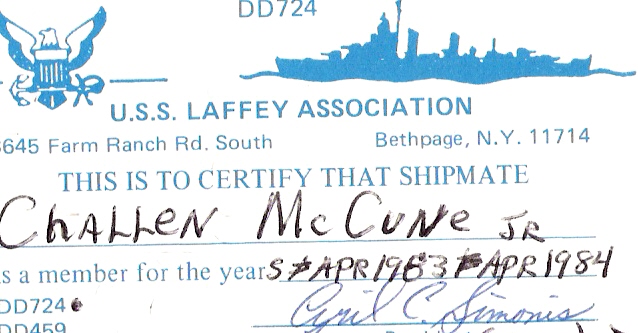 DD724
U.S.S. LAFFEY ASSOCIATION
645 Farm Ranch Rd. South Bethpage, N.Y. 11714
THIS IS TO CERTIFY THAT SHIPMATE
CHALLEN McCUNE JR
s a member for the yearS APR 1983 APR 1984
DD724
Cyril C. Simonis
DD459